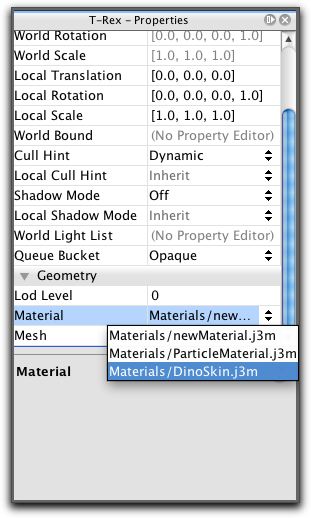 T-Rex - Properties
World Rotation [0.0, 0.0, 0.0, 1.0]
World Scale [1.0, 1.0, 1.0]
Local Translation [0.0, 0.0, 0.0]
Local Rotation [0.0, 0.0, 0.0, 1.0]
Local Scale [1.0, 1.0, 1.0]
World Bound (No Property Editor)
Cull Hint Dynamic
Local Cull Hint Inherit
Shadow Mode Off
Local Shadow Mode Inherit
World Light List (No Property Editor)
Queue Bucket Opaque
Geometry
Lod Level 0
Material Materials/new...
Mesh
Materials/newMaterial.j3m
Materials/ParticleMaterial.j3m
Materials/DinoSkin.j3m
Material